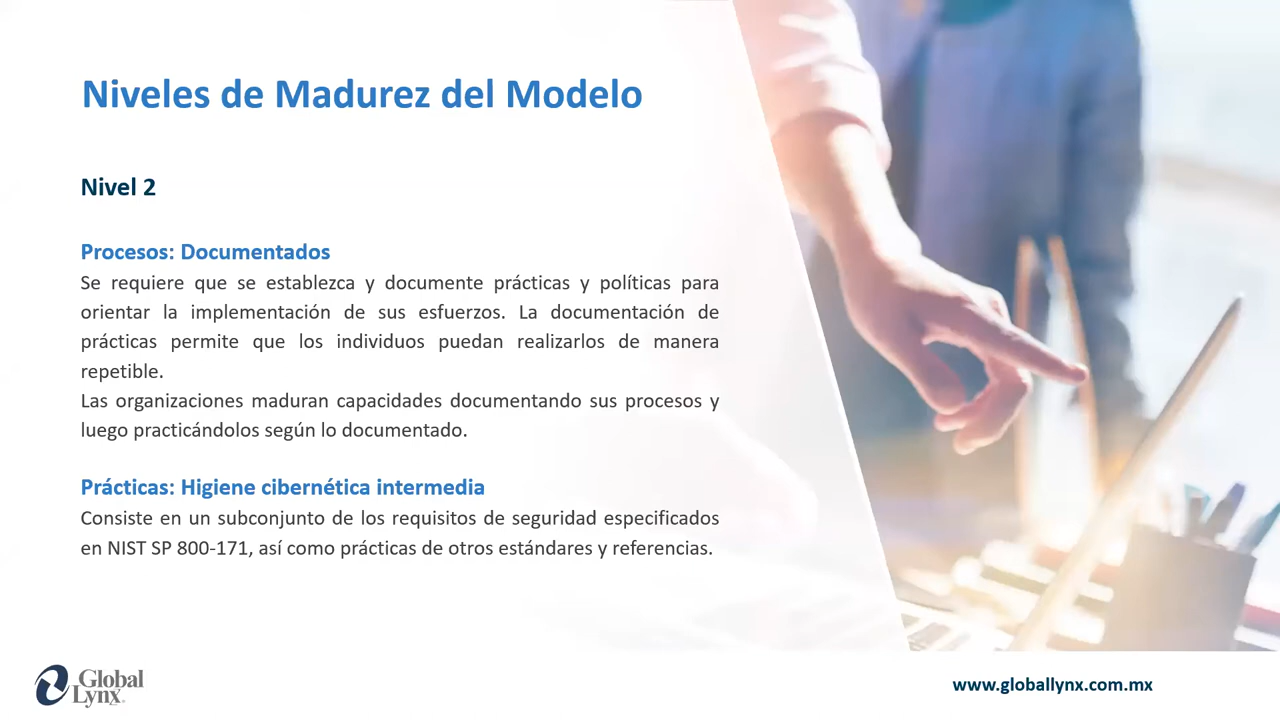 Niveles de Madurez del Modelo
Nivel 2
Procesos: Documentados
Se requiere que se establezca y documente prácticas y políticas para
orientar la implementación de sus esfuerzos. La documentación de
prácticas permite que los individuos puedan realizarlos de manera
repetible.
Las organizaciones maduran capacidades documentando sus procesos y
luego practicándolos según lo documentado.
Prácticas: Higiene cibernética intermedia
Consiste en un subconjunto de los requisitos de seguridad especificados
en NIST SP 800-171, así como prácticas de otros estándares y referencias.
Global
Lynx
www.globallynx.com.mx